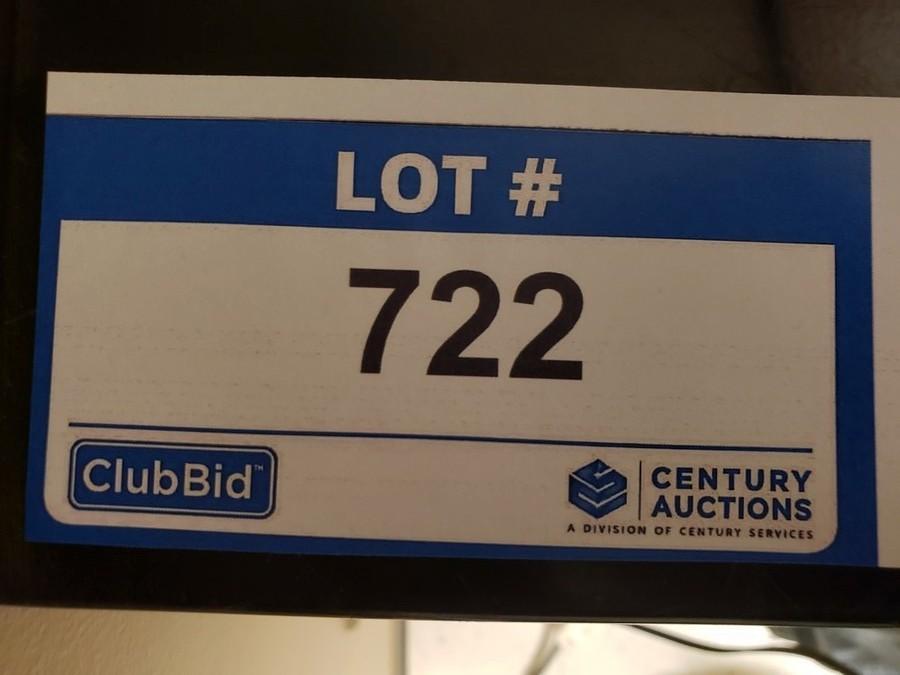 LOT #
722
ClubBid™
CENTURY
AUCTIONS
A DIVISION OF CENTURY SERVICES